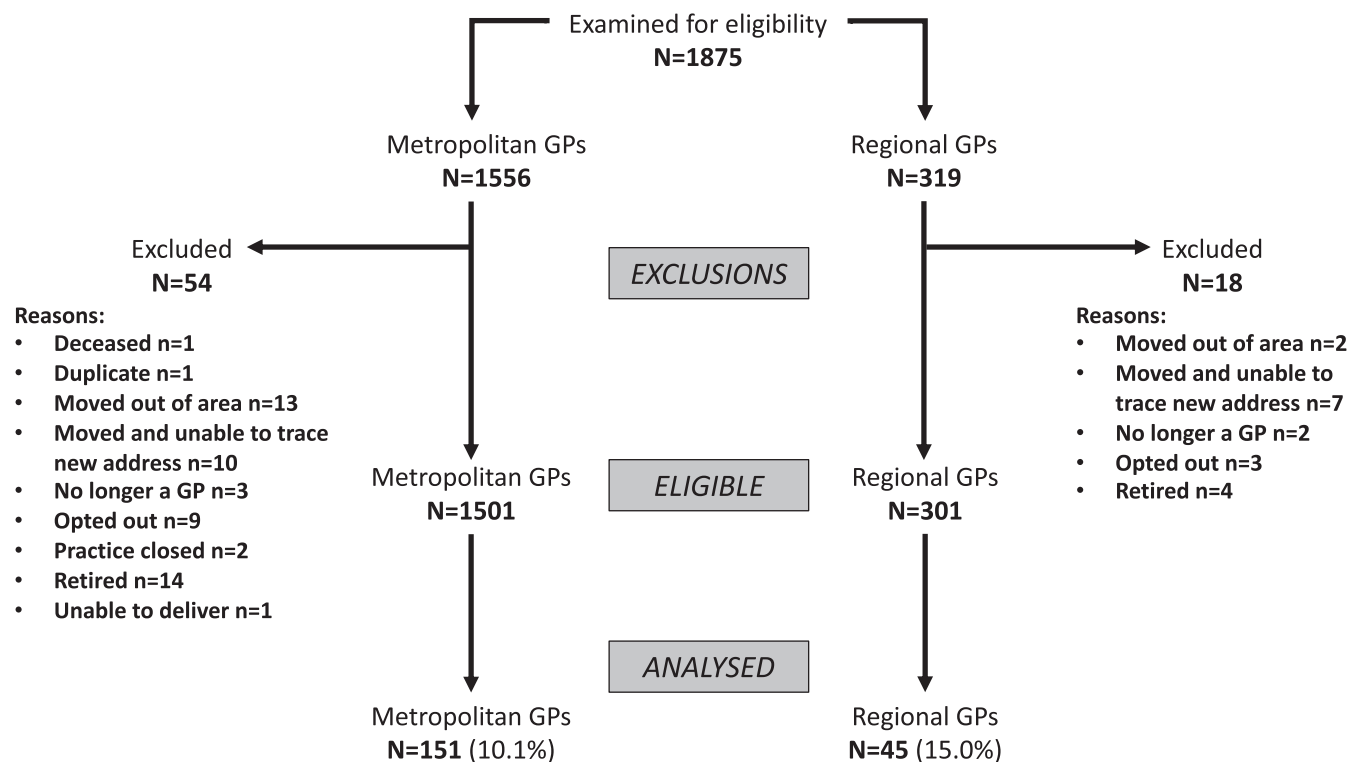 Examined for eligibility
N=1875
Metropolitan GPs
N=1556
Regional GPs
N=319
Excluded
N=54
Reasons:
• Deceased n=1
• Duplicate n=1
• Moved out of area n=13
• Moved and unable to trace
new address n=10
• No longer a GP n=3
• Opted out n=9
• Practice closed n=2
• Retired n=14
• Unable to deliver n=1
EXCLUSIONS
Excluded
N=18
Reasons:
• Moved out of area n=2
• Moved and unable to
trace new address n=7
• No longer a GP n=2
• Opted out n=3
• Retired n=4
Metropolitan GPs
N=1501
ELIGIBLE
Regional GPs
N=301
ANALYSED
Metropolitan GPs
N=151 (10.1%)
Regional GPs
N=45 (15.0%)